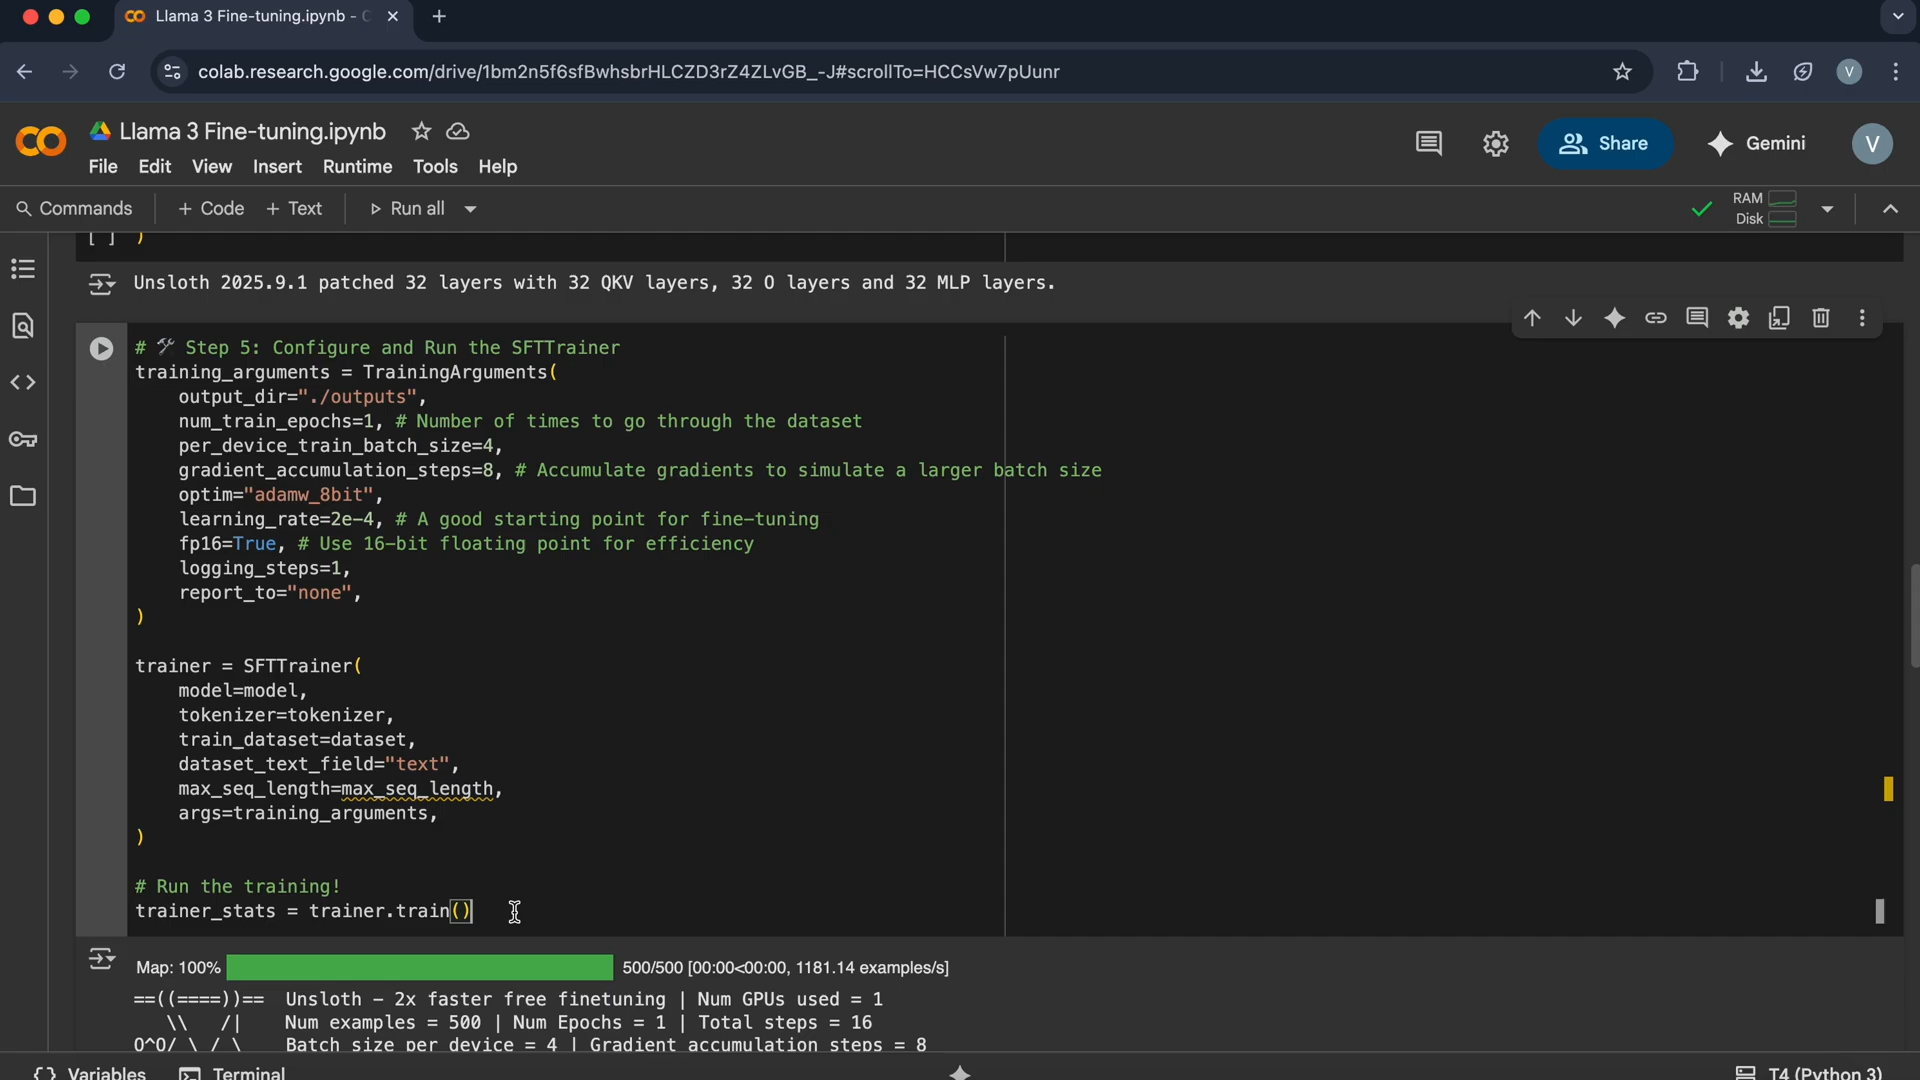 Llama 3 Fine-tuning.ipynb - C
colab.research.google.com/drive/1bm2n5f6sfBwhsbrHLCZD3rZ4ZLvGB_-J#scrollTo=HCCsVw7pUunr
V
Llama 3 Fine-tuning.ipynb
File Edit View Insert Runtime Tools Help
Share
Gemini
V
Commands + Code + Text Run all
RAM
Disk
[ ] )
Unsloth 2025.9.1 patched 32 layers with 32 QKV layers, 32 O layers and 32 MLP layers.
# 🛠 Step 5: Configure and Run the SFTTrainer
training_arguments = TrainingArguments(
output_dir="./outputs",
num_train_epochs=1, # Number of times to go through the dataset
per_device_train_batch_size=4,
gradient_accumulation_steps=8, # Accumulate gradients to simulate a larger batch size
optim="adamw_8bit",
learning_rate=2e-4, # A good starting point for fine-tuning
fp16=True, # Use 16-bit floating point for efficiency
logging_steps=1,
report_to="none",
)
trainer = SFTTrainer(
model=model,
tokenizer=tokenizer,
train_dataset=dataset,
dataset_text_field="text",
max_seq_length=max_seq_length,
args=training_arguments,
)
# Run the training!
trainer_stats = trainer.train()
Map: 100% 500/500 [00:00<00:00, 1181.14 examples/s]
==((====))== Unsloth - 2x faster free finetuning | Num GPUs used = 1
\\ /| Num examples = 500 | Num Epochs = 1 | Total steps = 16
O^O/ \_/ \ Batch size per device = 4 | Gradient accumulation steps = 8
{} Variables Terminal
T4 (Python 3)